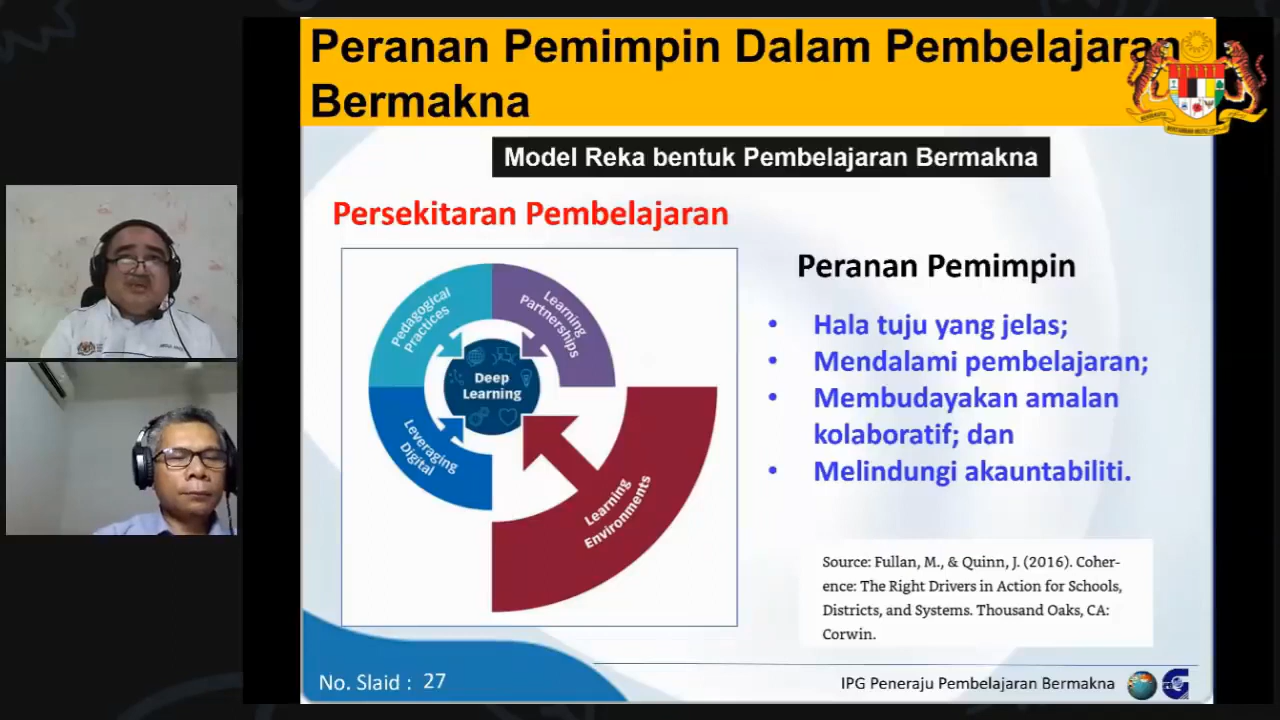 Peranan Pemimpin Dalam Pembelajaran
Bermakna
Model Reka bentuk Pembelajaran Bermakna
Persekitaran Pembelajaran
Pedagogical
Practices
Learning
Partnerships
Deep
Learning
Leveraging
Digital
Learning
Environments
Peranan Pemimpin
• Hala tuju yang jelas;
• Mendalami pembelajaran;
• Membudayakan amalan
kolaboratif; dan
• Melindungi akauntabiliti.
Source: Fullan, M., & Quinn, J. (2016). Coher-
ence: The Right Drivers in Action for Schools,
Districts, and Systems. Thousand Oaks, CA:
Corwin.
No. Slaid : 27
IPG Peneraju Pembelajaran Bermakna